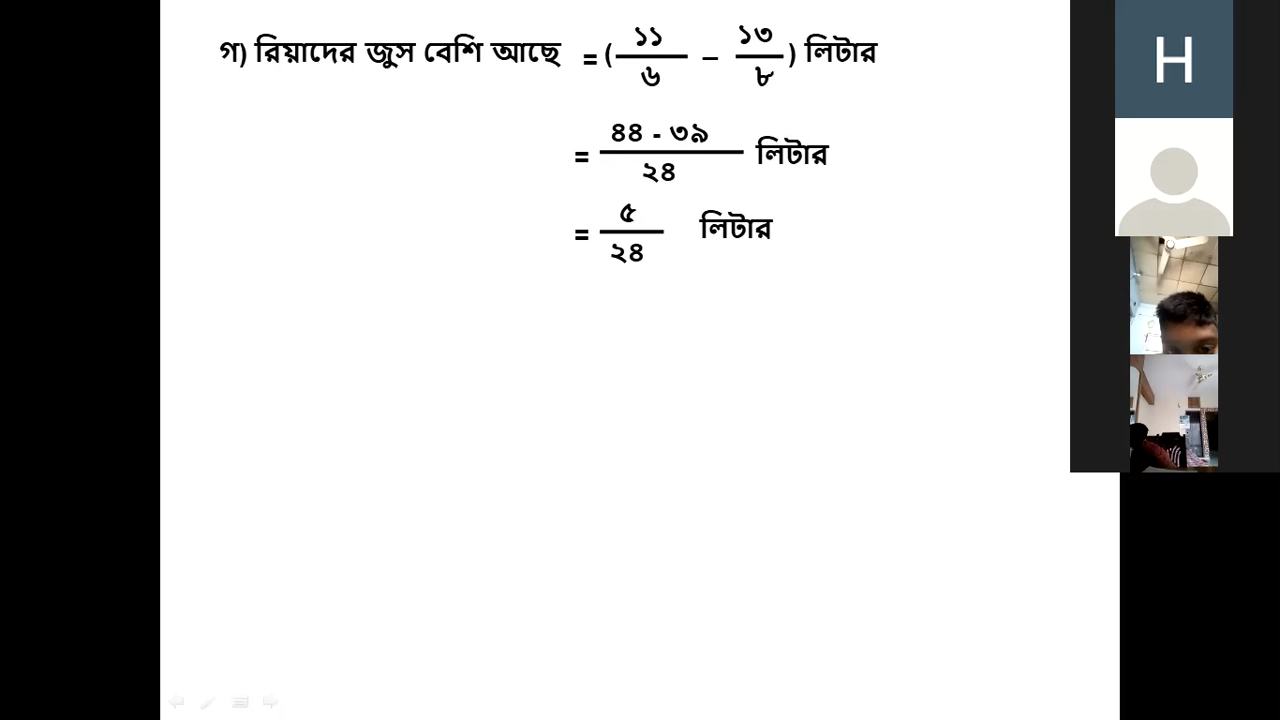 গ) রিয়াদের জুস বেশি আছে = ( ১১/৬ – ১৩/৮ ) লিটার
= ৪৪ - ৩৯/২৪ লিটার
= ৫/২৪ লিটার
H